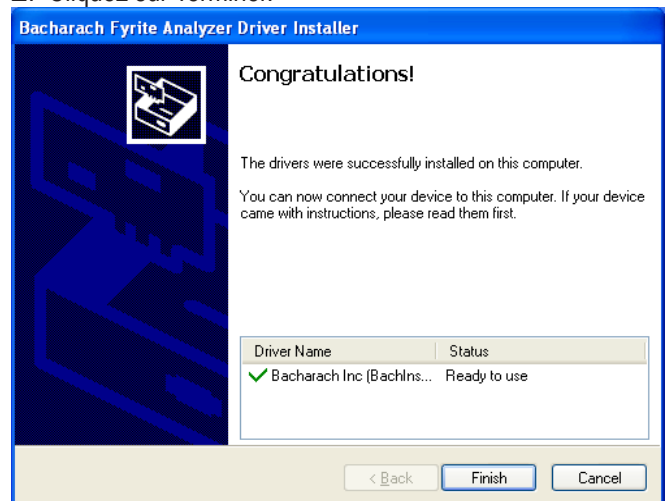 Bacharach Fyrite Analyzer Driver Installer
Congratulations!
The drivers were successfully installed on this computer.
You can now connect your device to this computer. If your device
came with instructions, please read them first.
Driver Name Status
Bacharach Inc (BachIns... Ready to use
< Back Finish Cancel